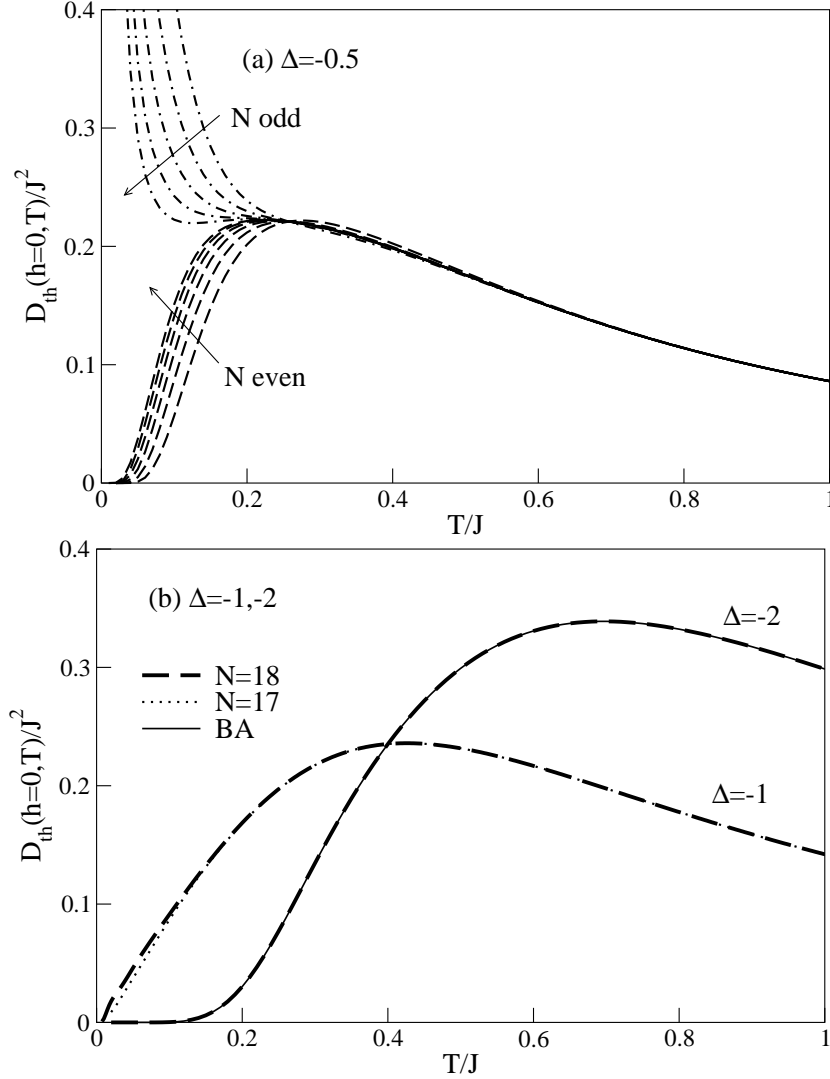 0.4
(a) Δ=-0.5
0.3
N odd
D_th(h=0,T)/J^2
0.2
N even
0.1
0
0 0.2 0.4 0.6 0.8 1
T/J
0.4
(b) Δ=-1,-2
Δ=-2
0.3
N=18
N=17
BA
D_th(h=0,T)/J^2
0.2
Δ=-1
0.1
0
0 0.2 0.4 0.6 0.8 1
T/J